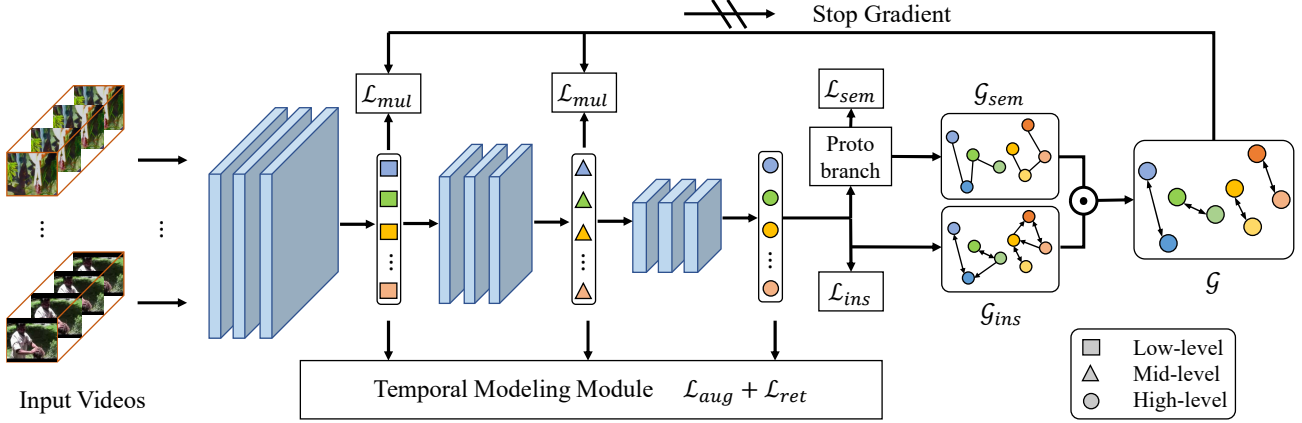 Stop Gradient
ℒ_mul
ℒ_mul
ℒ_sem
𝒢_sem
Proto
branch
ℒ_ins
𝒢_ins
𝒢
Input Videos
Temporal Modeling Module ℒ_aug + ℒ_ret
Low-level
Mid-level
High-level